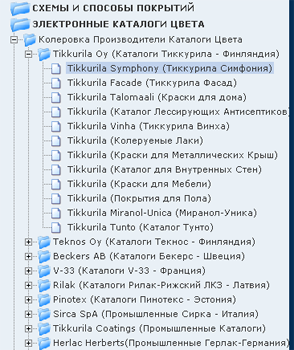 СХЕМЫ И СПОСОБЫ ПОКРЫТИЙ
ЭЛЕКТРОННЫЕ КАТАЛОГИ ЦВЕТА
Колеровка Производители Каталоги Цвета
Tikkurila Oy (Каталоги Тиккурила - Финляндия)
Tikkurila Symphony (Тиккурила Симфония)
Tikkurila Facade (Тиккурила Фасад)
Tikkurila Talomaali (Краски для дома)
Tikkurila (Каталог Лессирующих Антисептиков)
Tikkurila Vinha (Тиккурила Винха)
Tikkurila (Колеруемые Лаки)
Tikkurila (Краски для Металлических Крыш)
Tikkurila (Каталог для Внутренних Стен)
Tikkurila (Краски для Мебели)
Tikkurila (Покрытия для Пола)
Tikkurila Miranol-Unica (Миранол-Уника)
Tikkurila Tunto (Каталог Тунто)
Teknos Oy (Каталоги Текнос - Финляндия)
Beckers AB (Каталоги Бекерс - Швеция)
V-33 (Каталоги V-33 - Франция)
Rilak (Каталоги Рилак-Рижский ЛКЗ - Латвия)
Pinotex (Каталоги Пинотекс - Эстония)
Sirca SpA (Промышленные Сирка - Италия)
Tikkurila Coatings (Промышленные Каталоги)
Herlac Herberts(Промышленные Герлак-Германия)